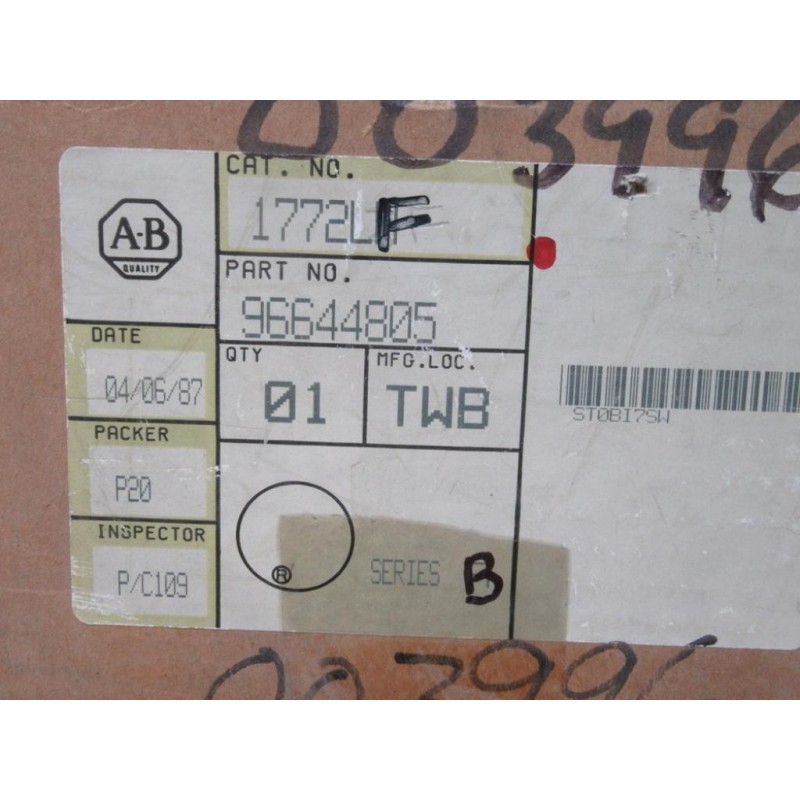 003996
CAT. NO.
A-B
QUALITY
PART NO.
96644805
DATE
04/06/87
QTY
01
MFG.LOC.
TWB
ST0BI7SW
PACKER
P20
INSPECTOR
P/C109
®
SERIES B